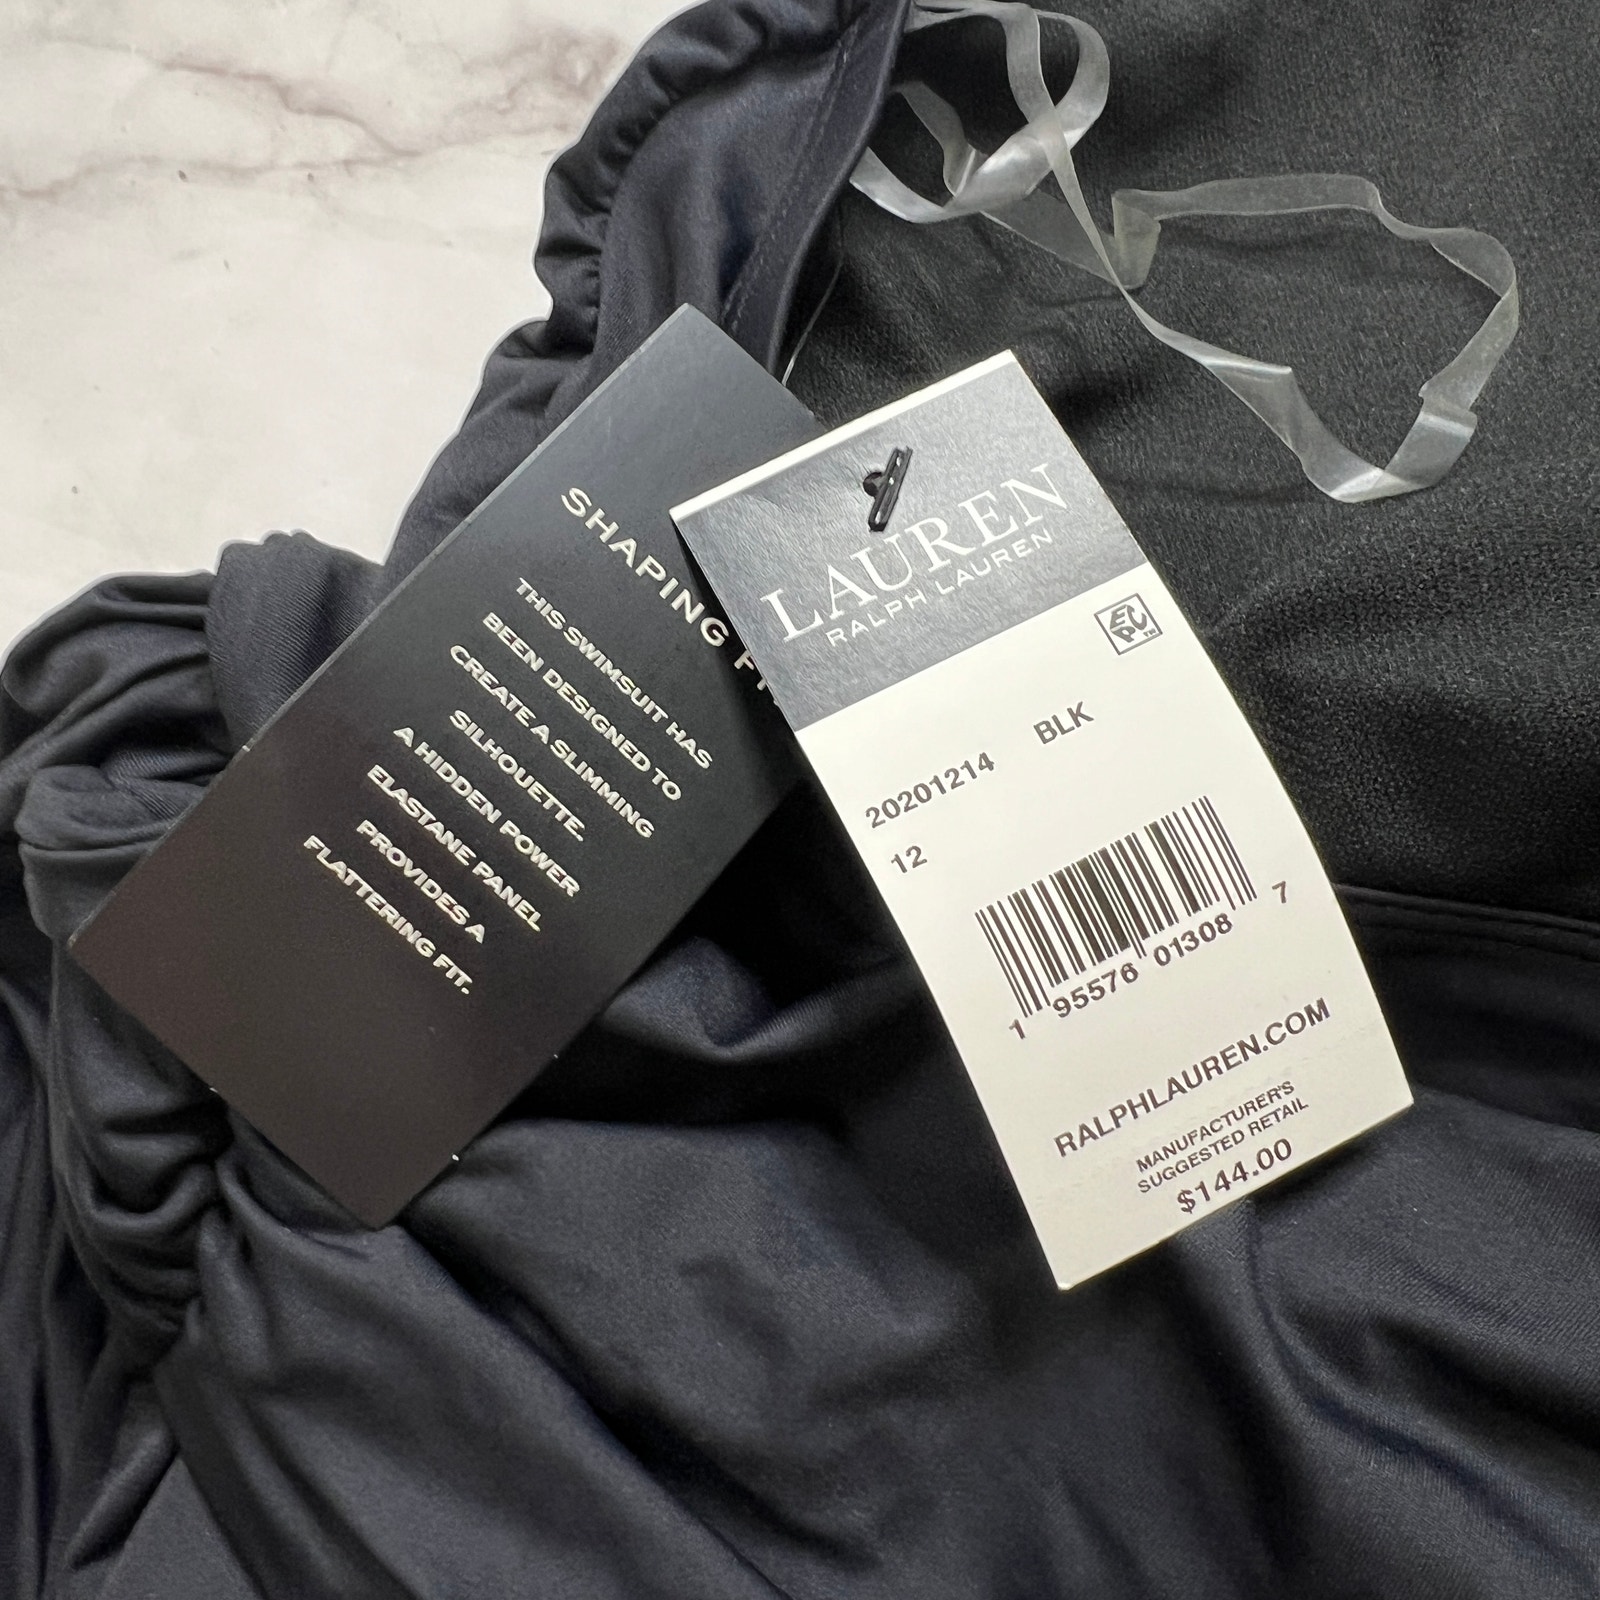 SHAPING
THIS SWIMSUIT HAS
BEEN DESIGNED TO
CREATE A SLIMMING
SILHOUETTE.
A HIDDEN POWER
ELASTANE PANEL
PROVIDES A
FLATTERING FIT.
LAUREN
RALPH LAUREN
EPC™
20201214 BLK
12
1 95576 01308 7
RALPHLAUREN.COM
MANUFACTURER'S
SUGGESTED RETAIL
$144.00